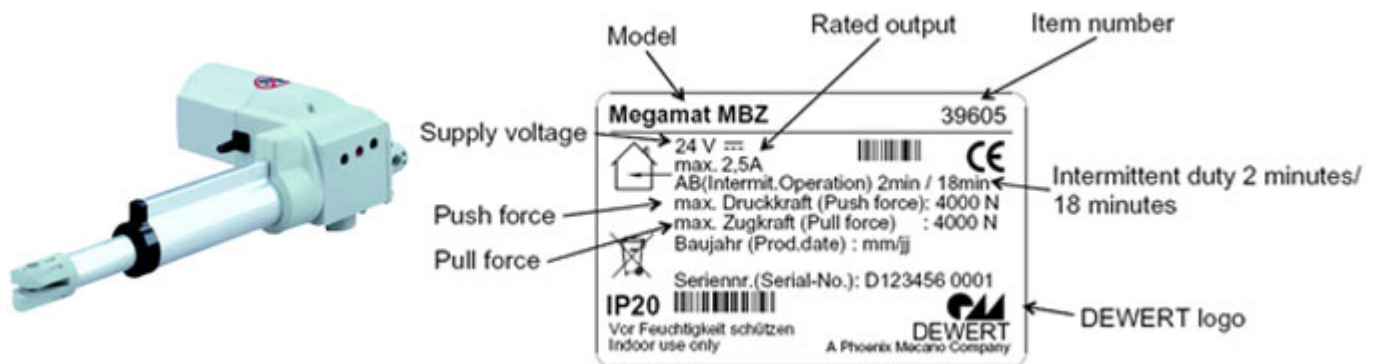 Model
Rated output
Item number
Supply voltage
Push force
Pull force
Megamat MBZ 39605
24 V
max. 2,5A
CE
AB(Intermit.Operation) 2min / 18min
max. Druckkraft (Push force): 4000 N
max. Zugkraft (Pull force) : 4000 N
Baujahr (Prod.date) : mm/jj
Seriennr.(Serial-No.): D123456 0001
IP20
Vor Feuchtigkeit schützen
Indoor use only
DEWERT
A Phoenix Mecano Company
Intermittent duty 2 minutes/
18 minutes
DEWERT logo